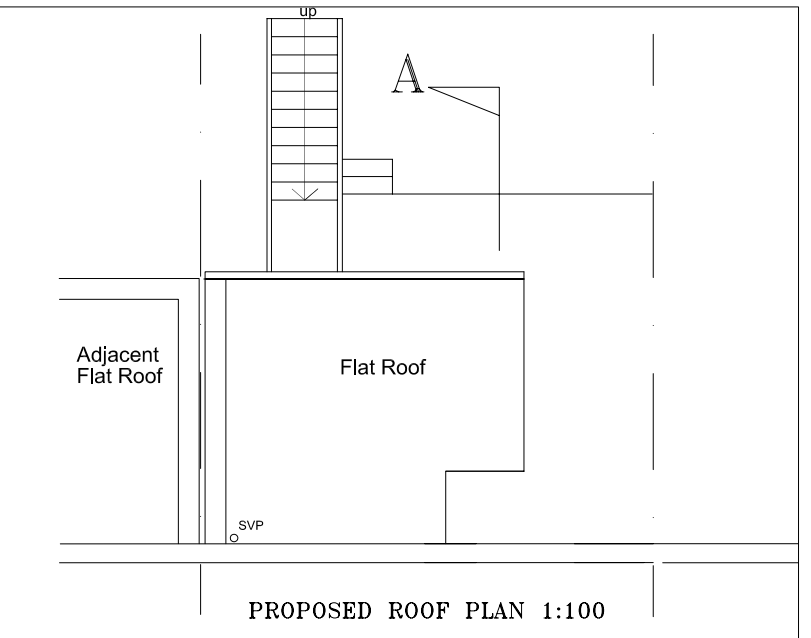 up
A
Adjacent
Flat Roof
Flat Roof
SVP
PROPOSED ROOF PLAN 1:100